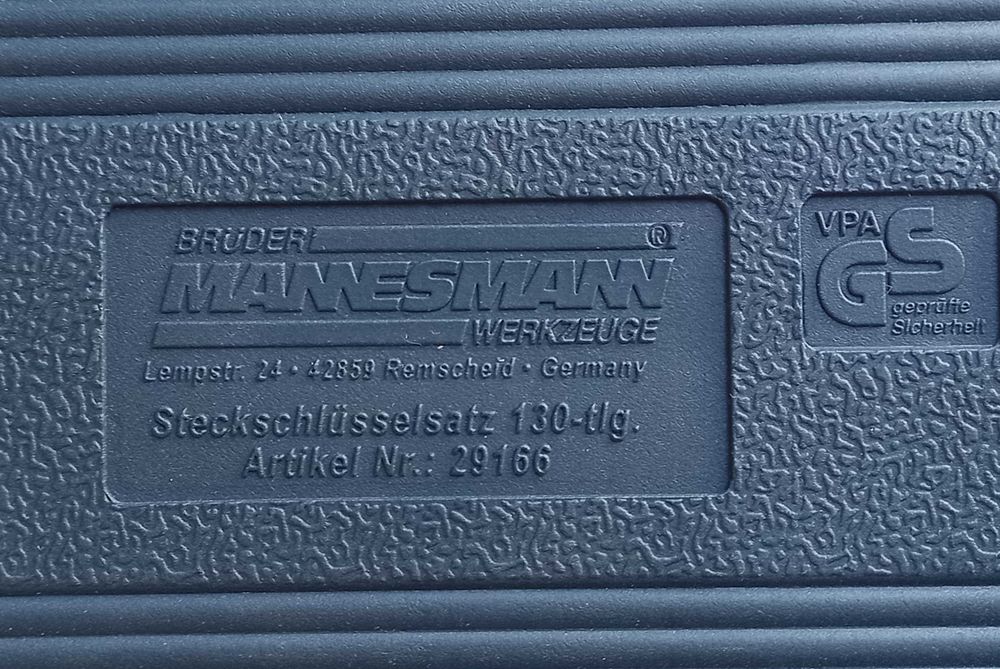 BRÜDER
MANNESMANN ®
WERKZEUGE
Lempstr. 24 • 42859 Remscheid • Germany
Steckschlüsselsatz 130-tlg.
Artikel Nr.: 29166
VPA
GS
geprüfte
Sicherheit